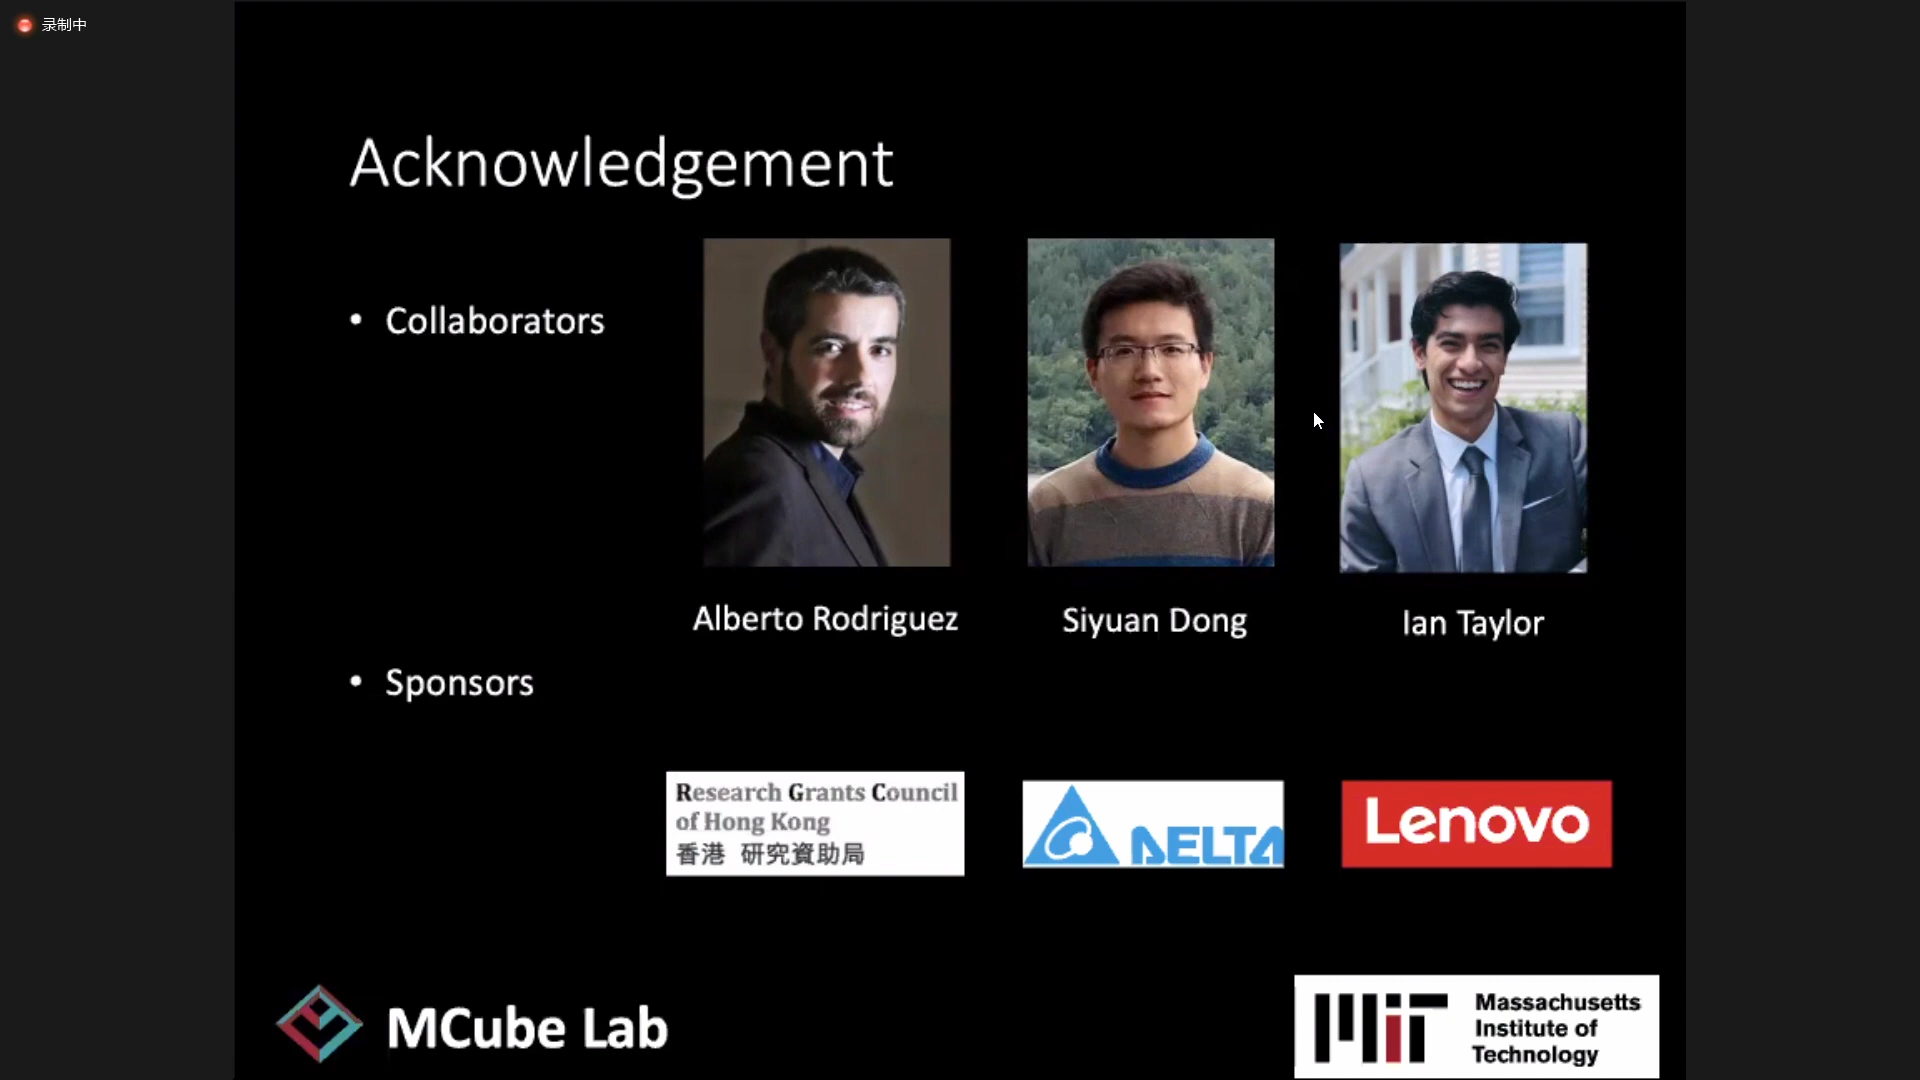 录制中
Acknowledgement
• Collaborators
Alberto Rodriguez
Siyuan Dong
Ian Taylor
• Sponsors
Research Grants Council
of Hong Kong
香港 研究資助局
DELTA
Lenovo
MCube Lab
MIT
Massachusetts
Institute of
Technology